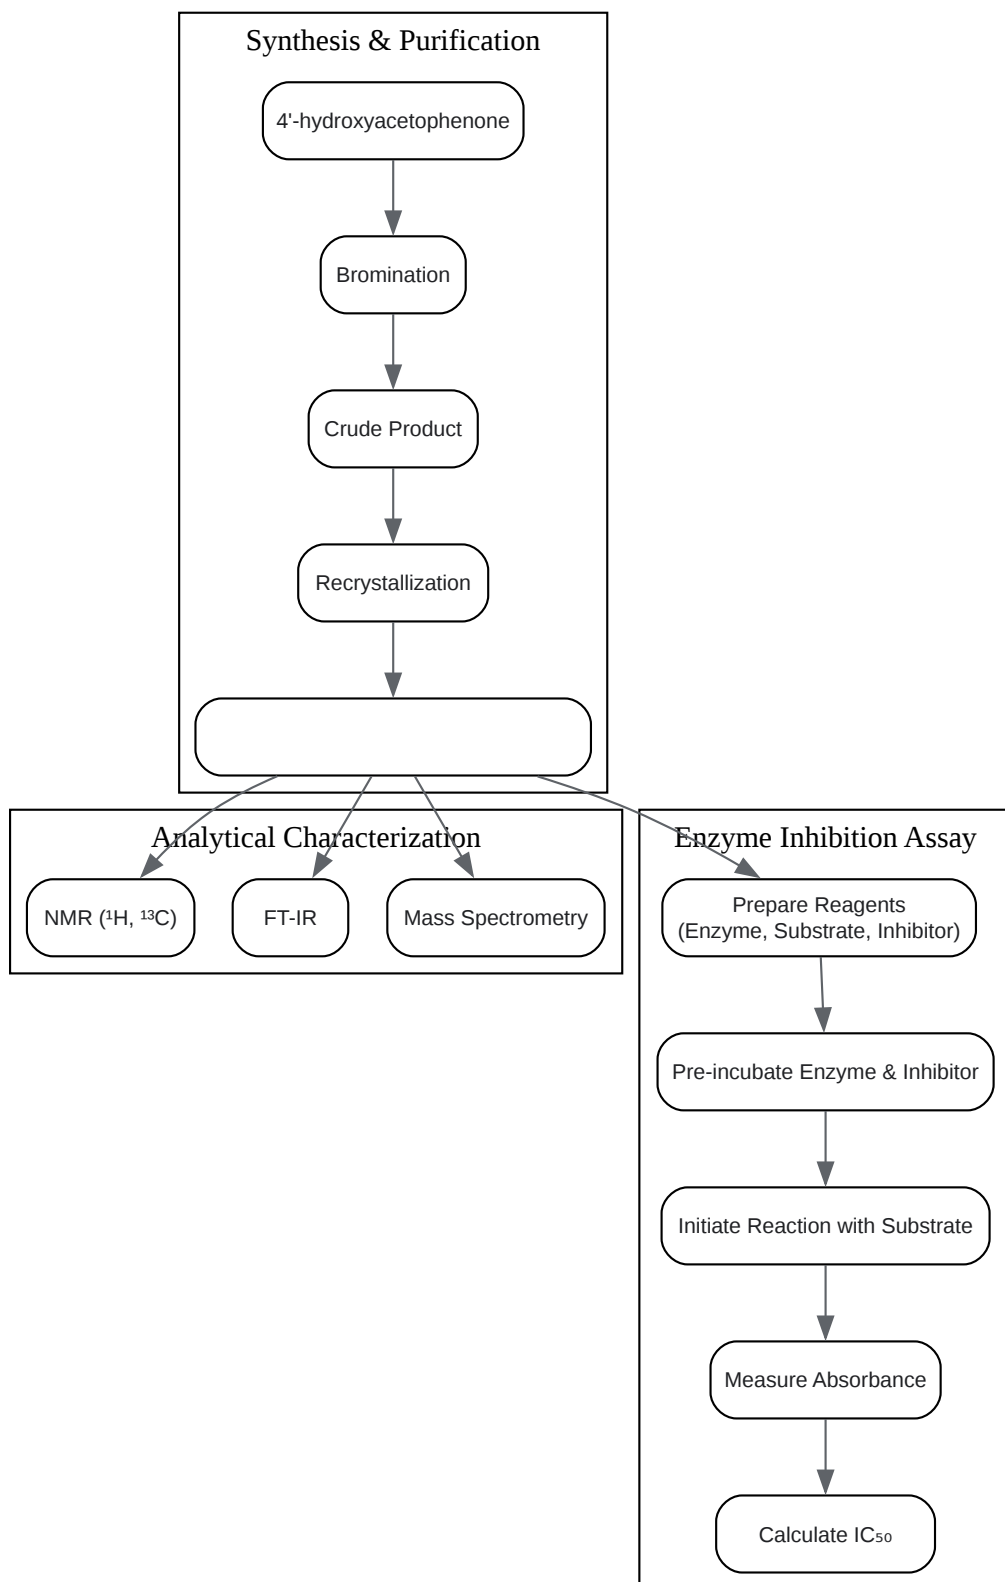 Synthesis & Purification
4'-hydroxyacetophenone
Bromination
Crude Product
Recrystallization
Analytical Characterization
NMR (¹H, ¹³C)
FT-IR
Mass Spectrometry
Enzyme Inhibition Assay
Prepare Reagents
(Enzyme, Substrate, Inhibitor)
Pre-incubate Enzyme & Inhibitor
Initiate Reaction with Substrate
Measure Absorbance
Calculate IC₅₀